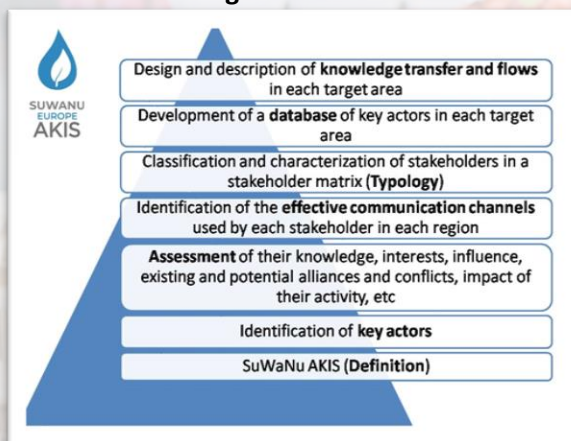 SUWANU
EUROPE
AKIS
Design and description of knowledge transfer and flows
in each target area
Development of a database of key actors in each target
area
Classification and characterization of stakeholders in a
stakeholder matrix (Typology)
Identification of the effective communication channels
used by each stakeholder in each region
Assessment of their knowledge, interests, influence,
existing and potential alliances and conflicts, impact of
their activity, etc
Identification of key actors
SuWaNu AKIS (Definition)